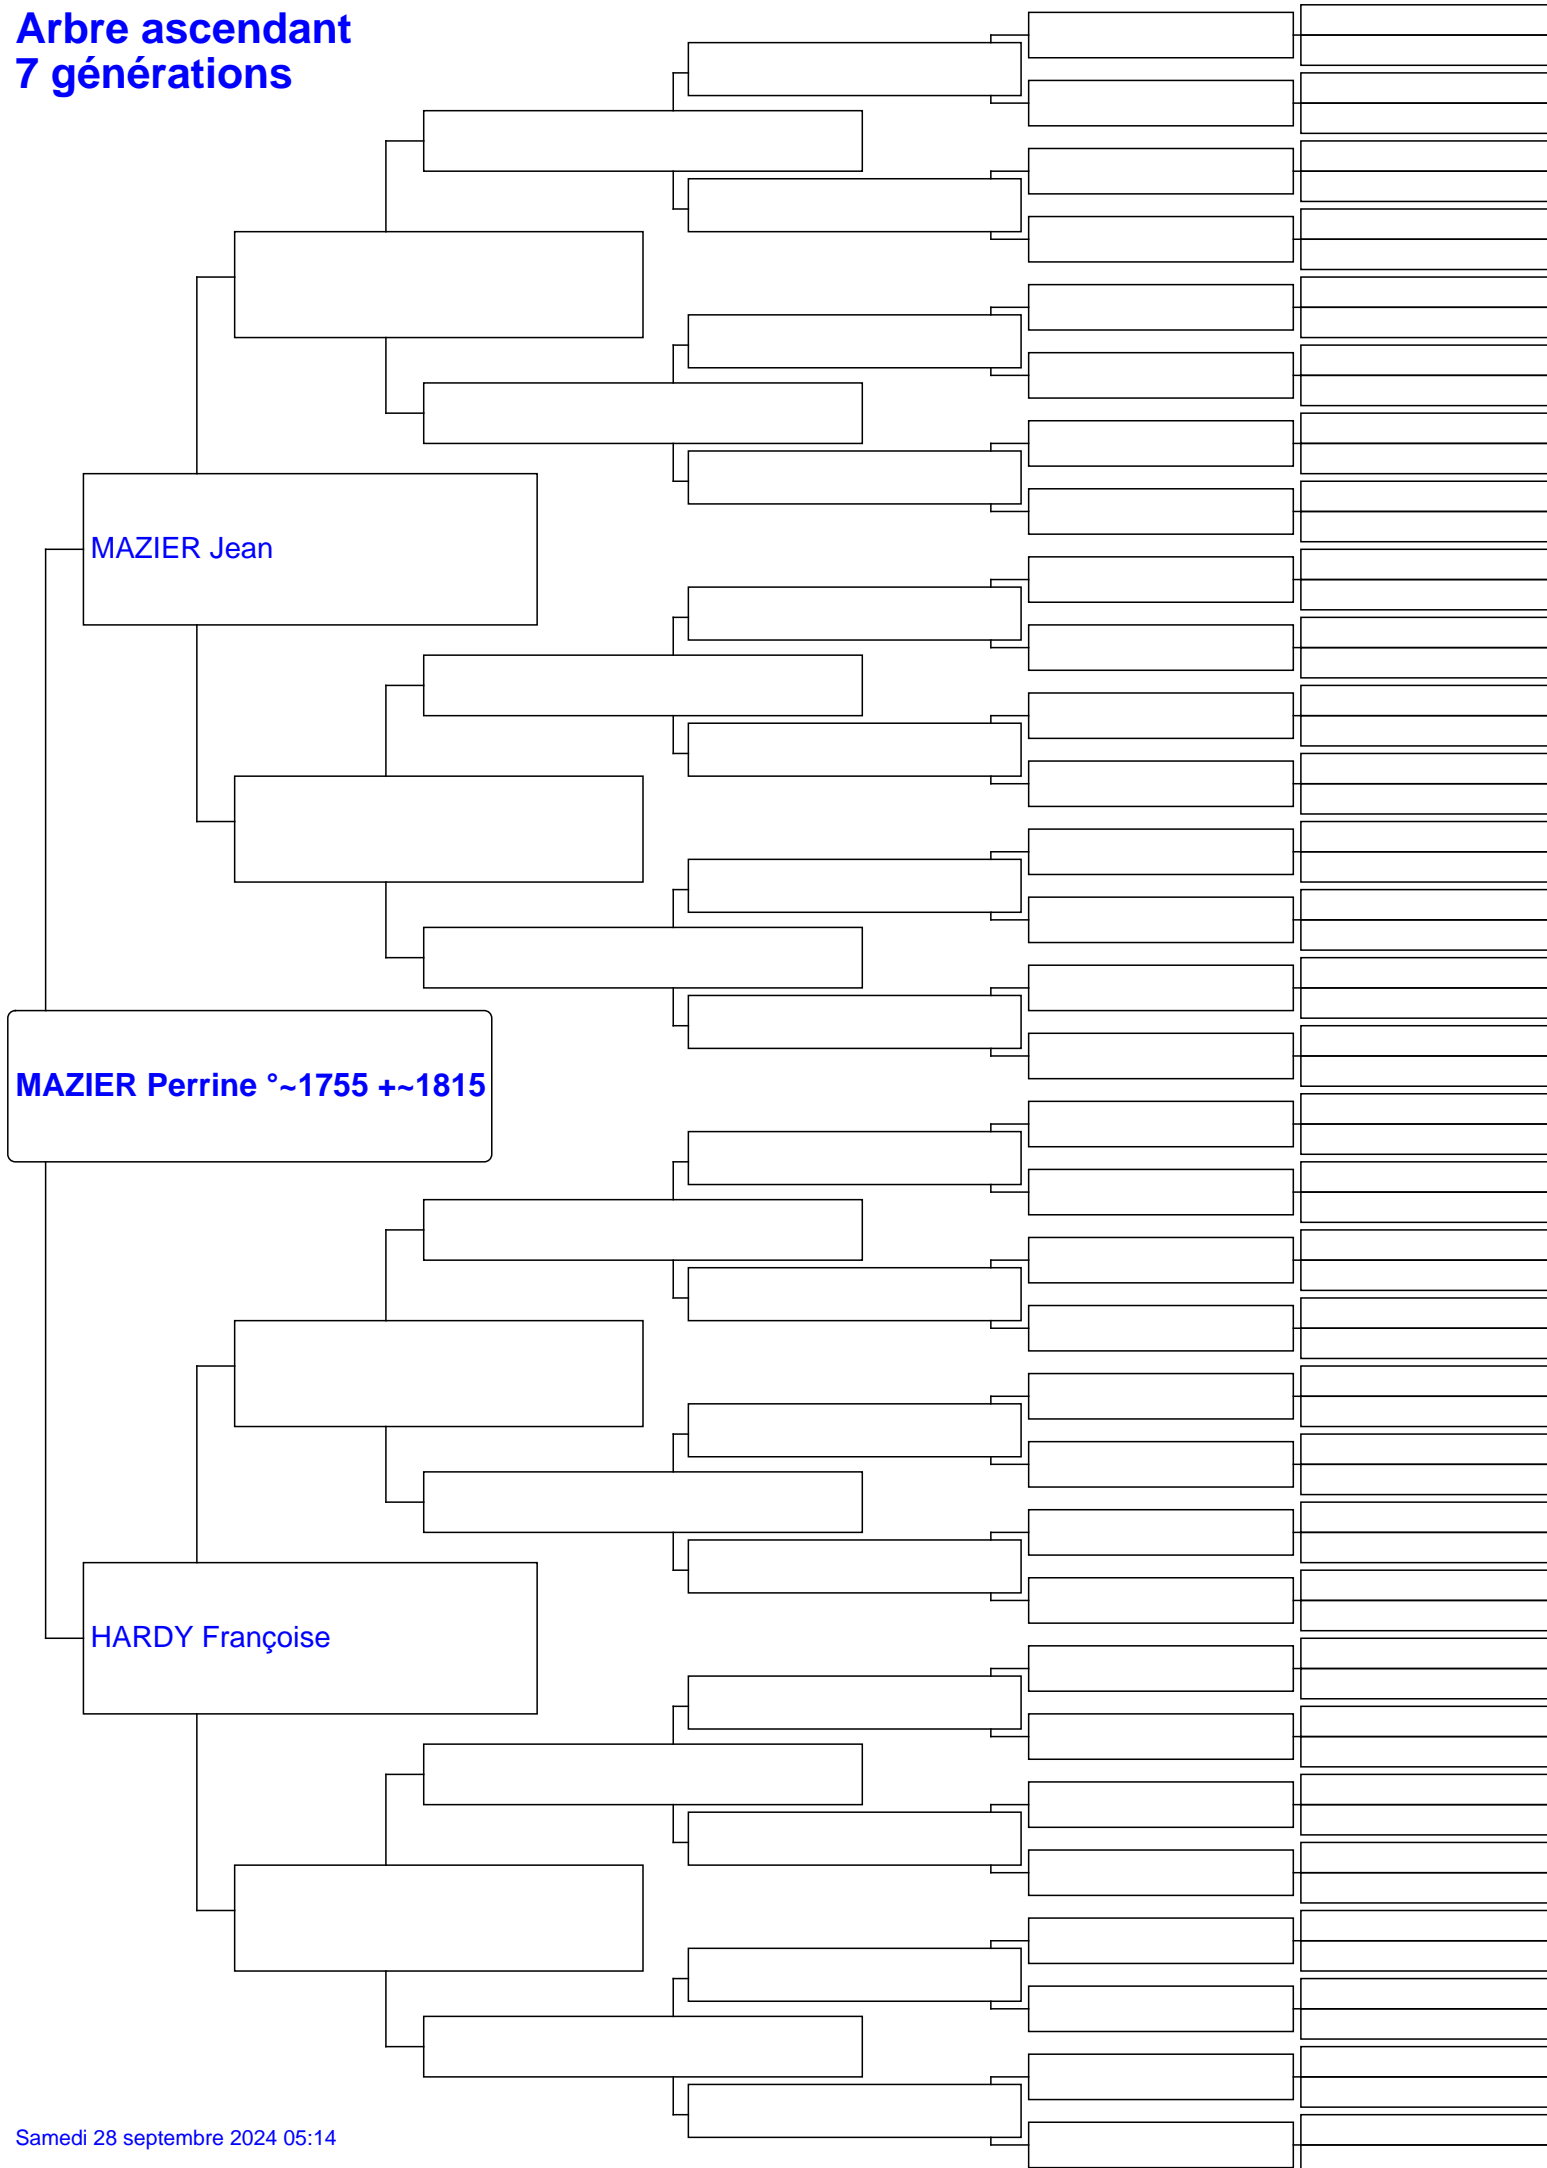 Arbre ascendant
7 générations
MAZIER Jean
MAZIER Perrine °~1755 +~1815
HARDY Françoise
Samedi 28 septembre 2024 05:14